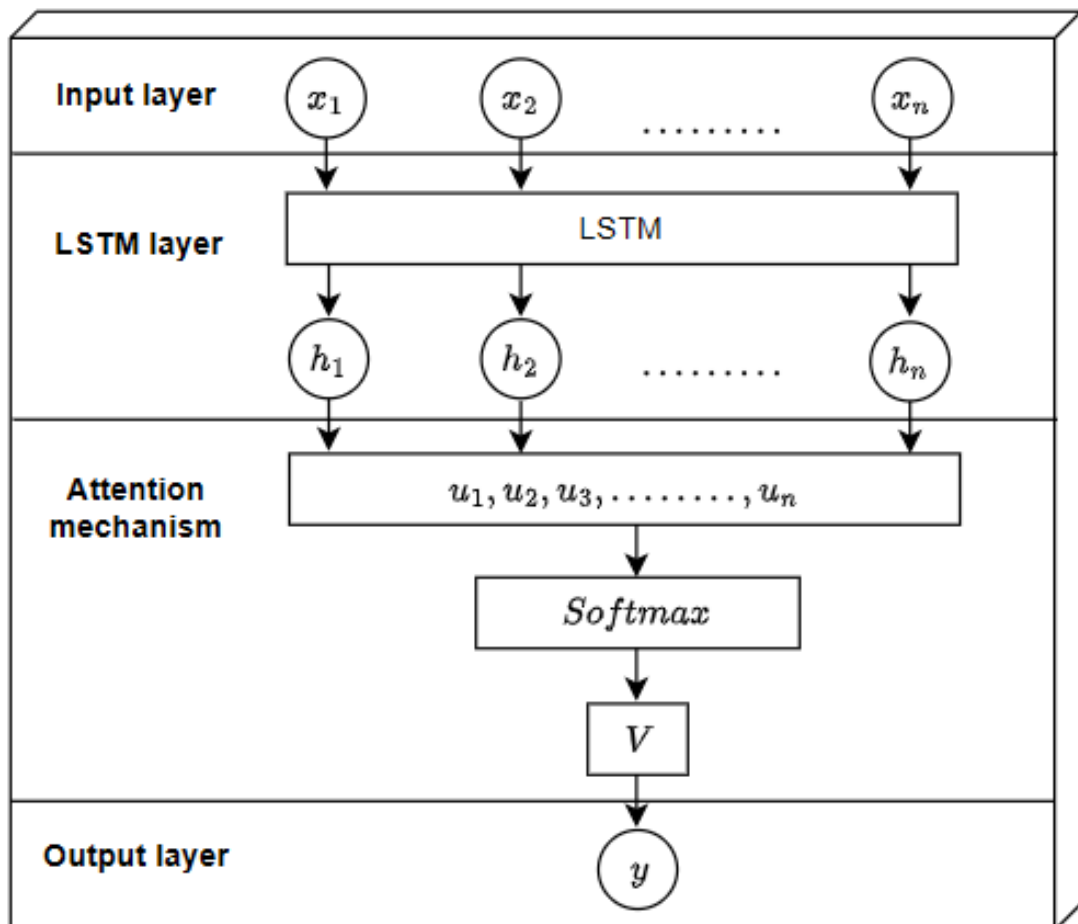 Input layer
x₁ x₂ ......... xₙ
LSTM layer
LSTM
h₁ h₂ ......... hₙ
Attention
mechanism
u₁, u₂, u₃, ........, uₙ
Softmax
V
Output layer
y